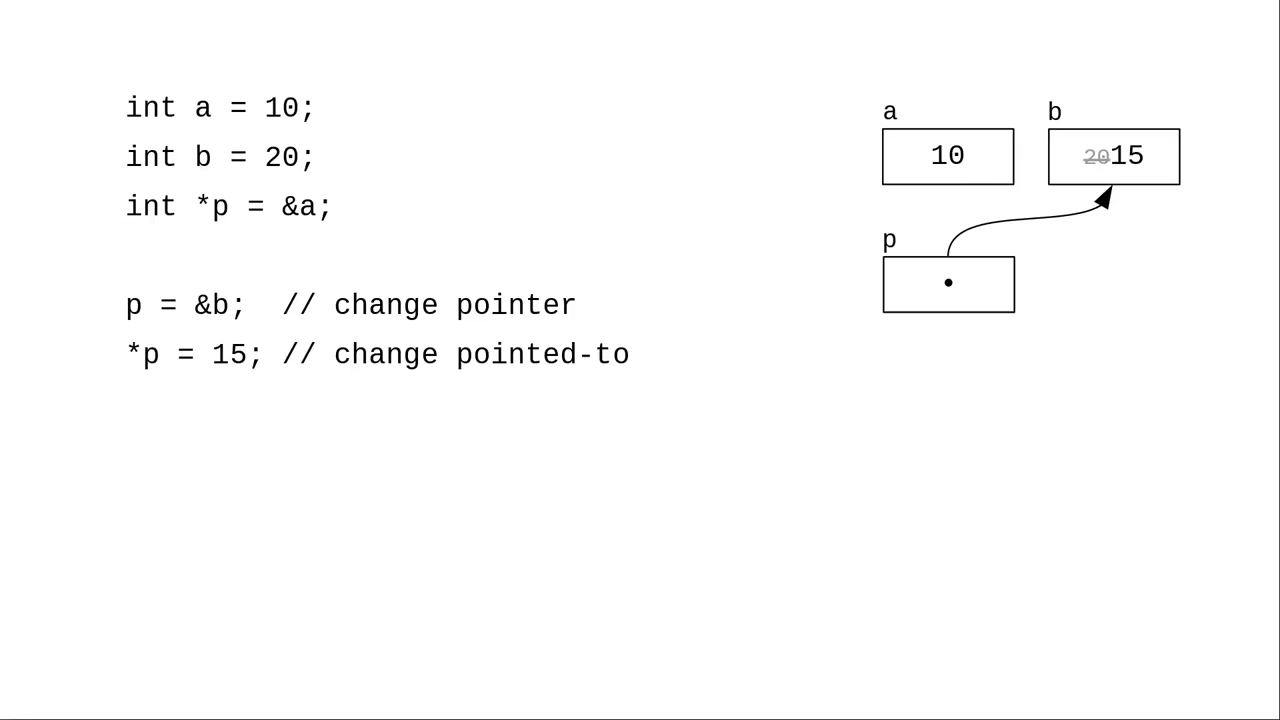 int a = 10;
int b = 20;
int *p = &a;
p = &b;  // change pointer
*p = 15; // change pointed-to
a
b
10
2015
p